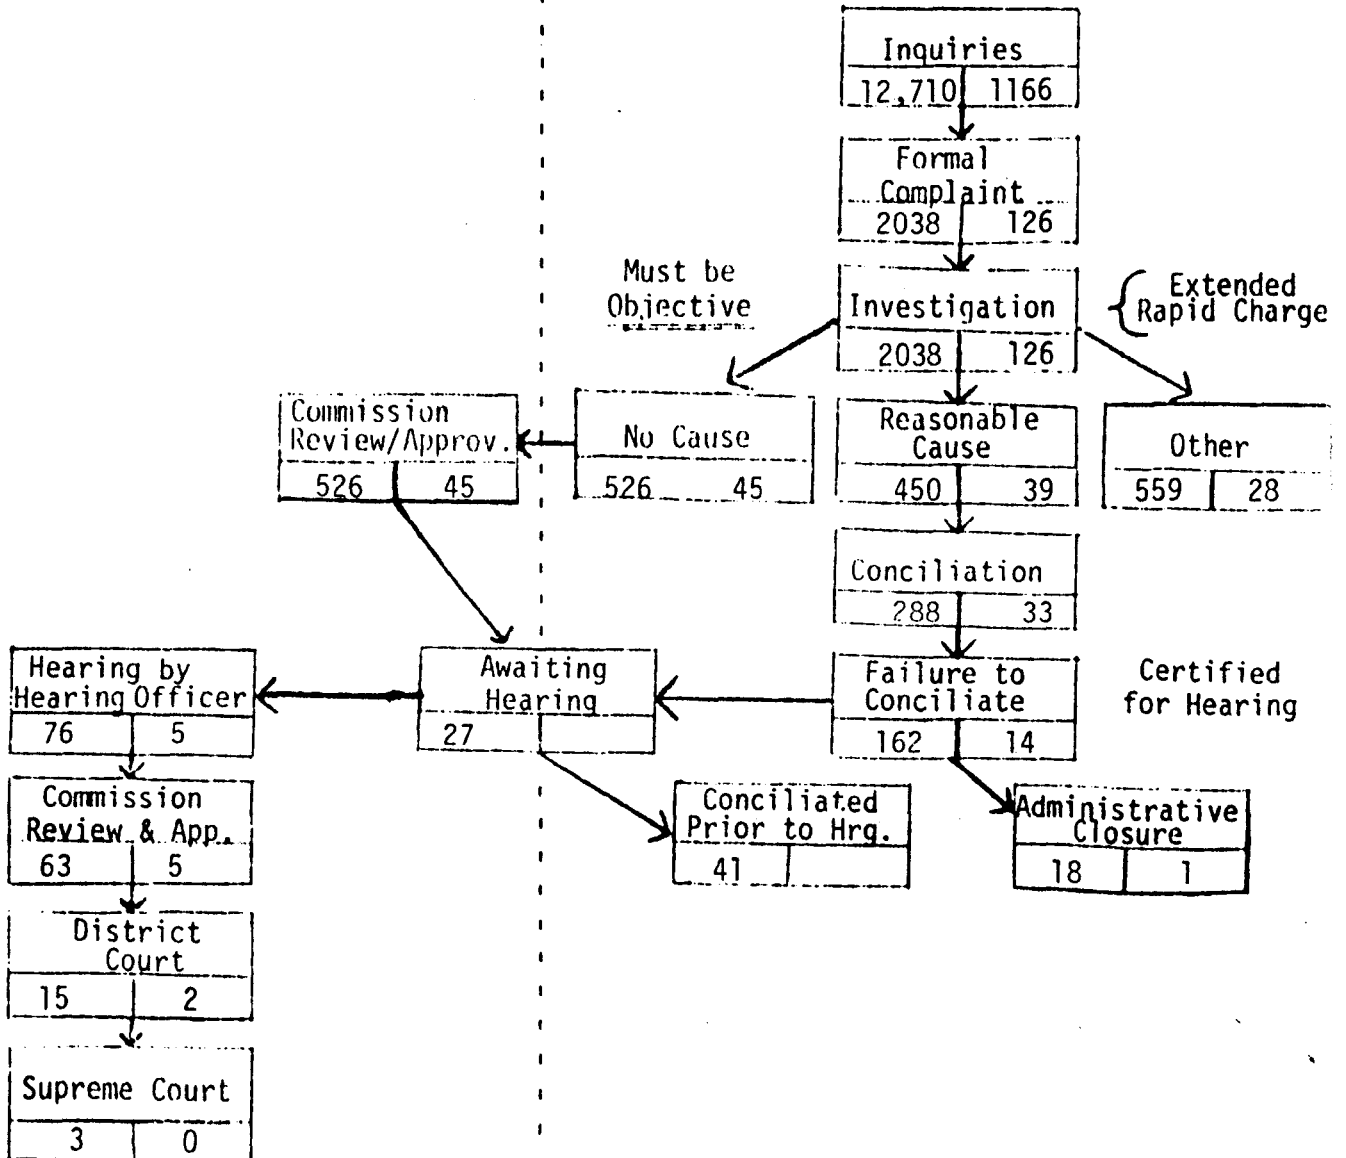 Inquiries
12,710 1166
Formal
Complaint
2038 126
Must be
Objective
Investigation
2038 126
Extended
Rapid Charge
Commission
Review/Approv.
526 45
No Cause
526 45
Reasonable
Cause
450 39
Other
559 28
Conciliation
288 33
Hearing by
Hearing Officer
76 5
Awaiting
Hearing
27
Failure to
Conciliate
162 14
Certified
for Hearing
Commission
Review & App.
63 5
Conciliated
Prior to Hrg.
41
Administrative
Closure
18 1
District
Court
15 2
Supreme Court
3 0